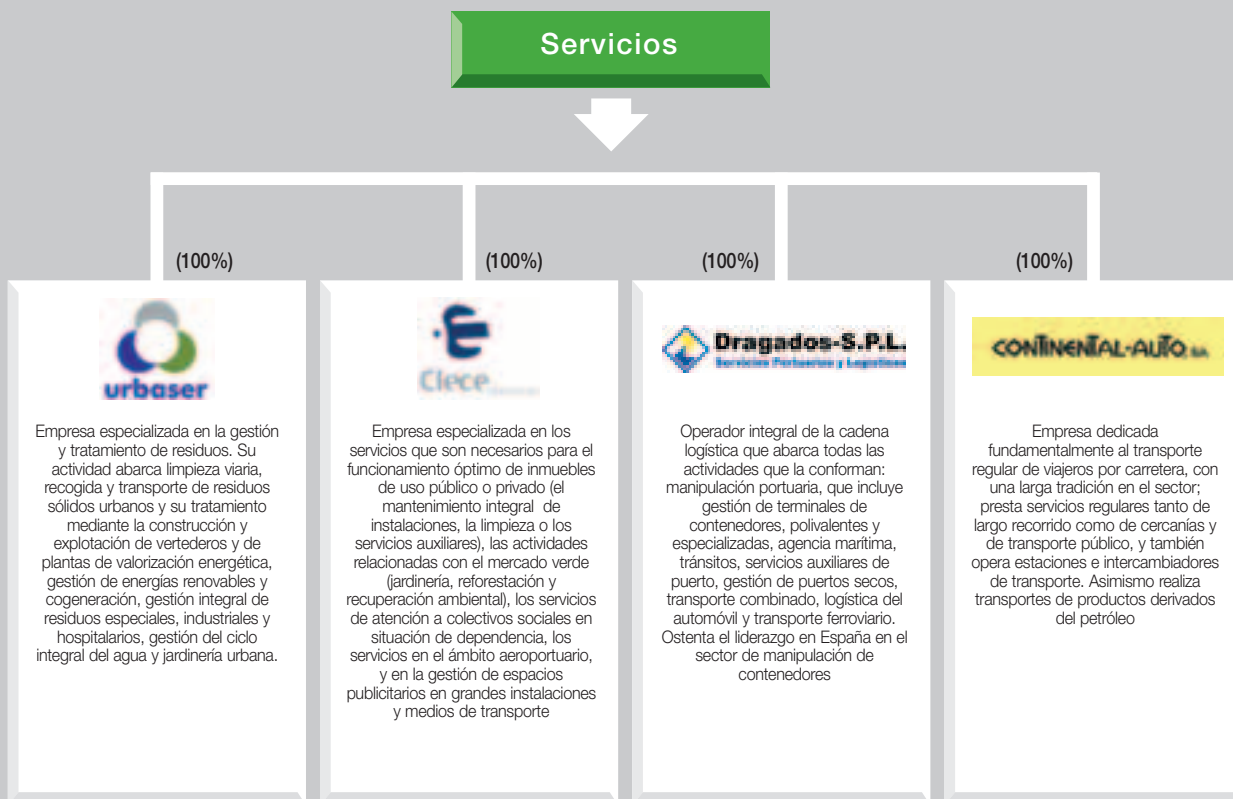 Servicios
(100%)
(100%)
(100%)
(100%)
urbaser
Empresa especializada en la gestión
y tratamiento de residuos. Su
actividad abarca limpieza viaria,
recogida y transporte de residuos
sólidos urbanos y su tratamiento
mediante la construcción y
explotación de vertederos y de
plantas de valorización energética,
gestión de energías renovables y
cogeneración, gestión integral de
residuos especiales, industriales y
hospitalarios, gestión del ciclo
integral del agua y jardinería urbana.
Clece
Empresa especializada en los
servicios que son necesarios para el
funcionamiento óptimo de inmuebles
de uso público o privado (el
mantenimiento integral de
instalaciones, la limpieza o los
servicios auxiliares), las actividades
relacionadas con el mercado verde
(jardinería, reforestación y
recuperación ambiental), los servicios
de atención a colectivos sociales en
situación de dependencia, los
servicios en el ámbito aeroportuario,
y en la gestión de espacios
publicitarios en grandes instalaciones
y medios de transporte
Dragados-S.P.L.
Servicios Portuarios y Logísticos
Operador integral de la cadena
logística que abarca todas las
actividades que la conforman:
manipulación portuaria, que incluye
gestión de terminales de
contenedores, polivalentes y
especializadas, agencia marítima,
tránsitos, servicios auxiliares de
puerto, gestión de puertos secos,
transporte combinado, logística del
automóvil y transporte ferroviario.
Ostenta el liderazgo en España en el
sector de manipulación de
contenedores
CONTINENTAL-AUTO, S.A.
Empresa dedicada
fundamentalmente al transporte
regular de viajeros por carretera, con
una larga tradición en el sector;
presta servicios regulares tanto de
largo recorrido como de cercanías y
de transporte público, y también
opera estaciones e intercambiadores
de transporte. Asimismo realiza
transportes de productos derivados
del petróleo